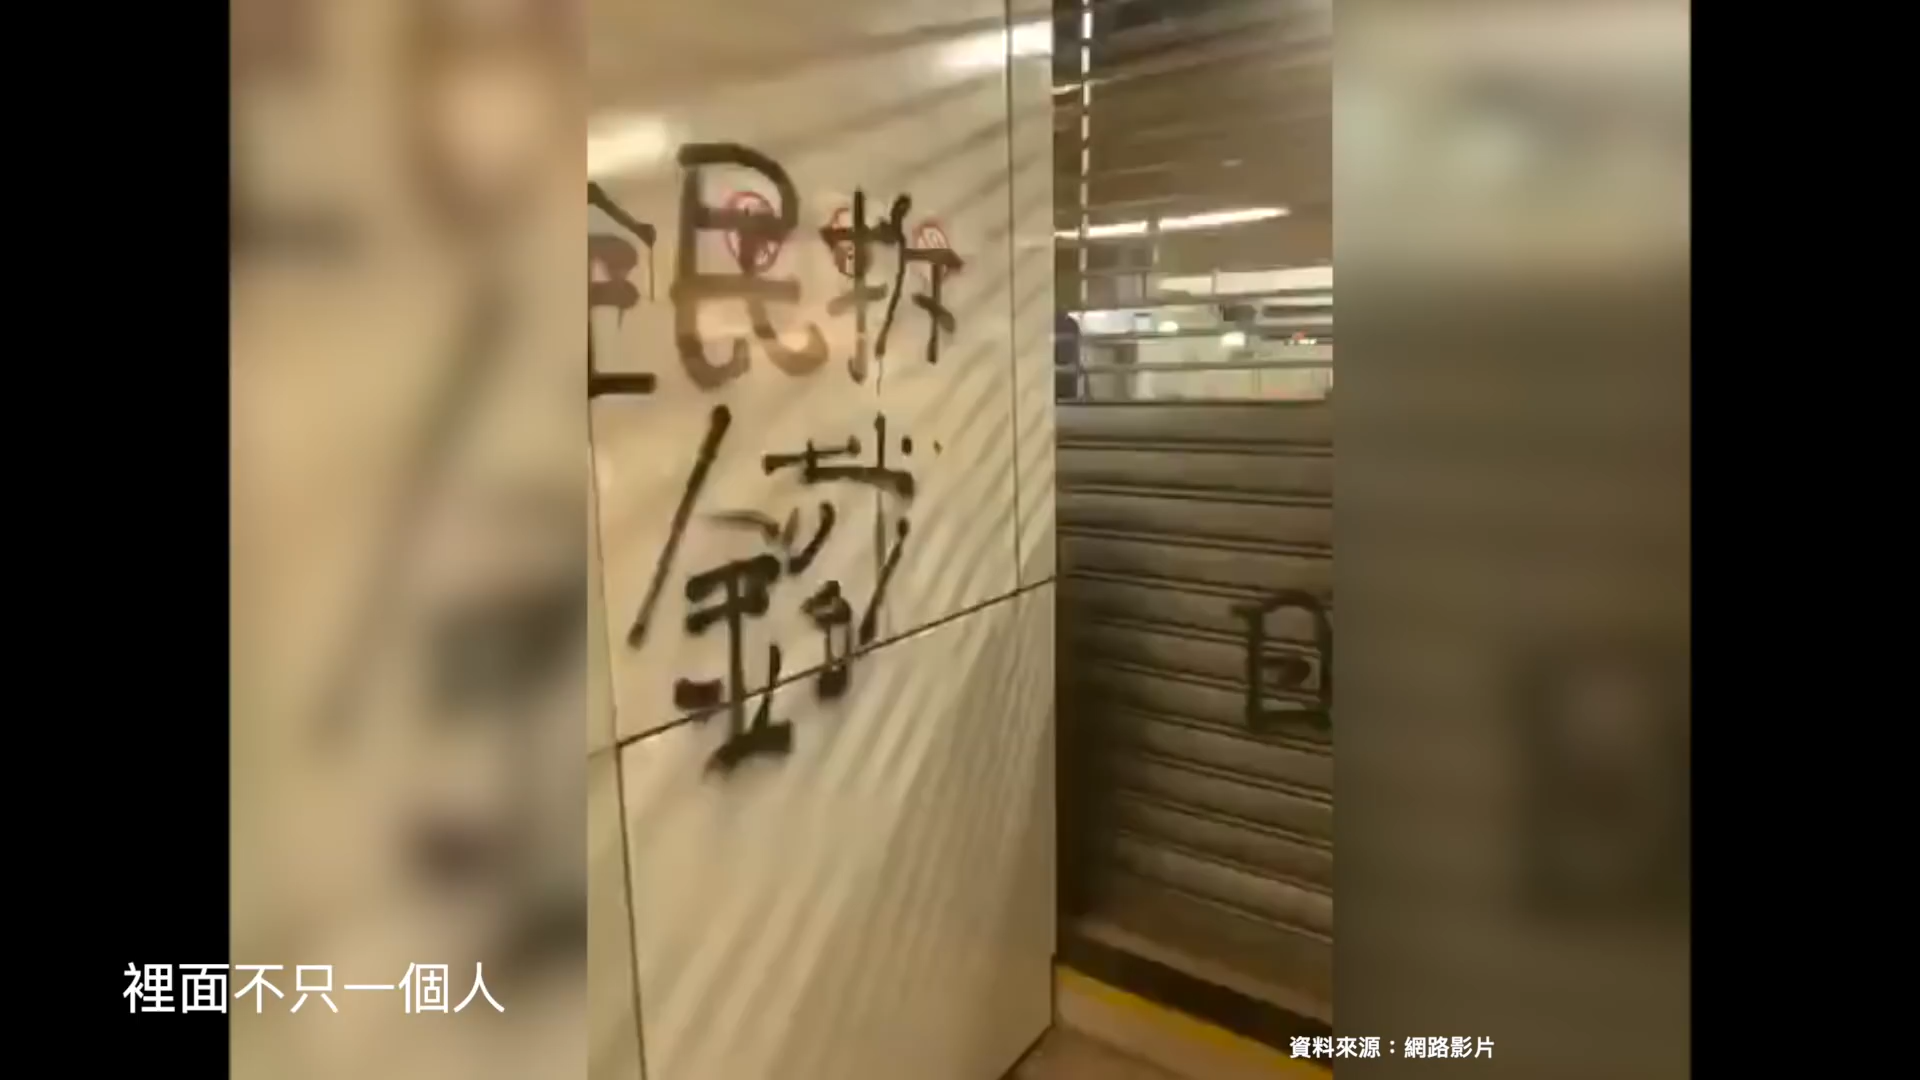 全民拆
鐵
裡面不只一個人
資料來源：網路影片